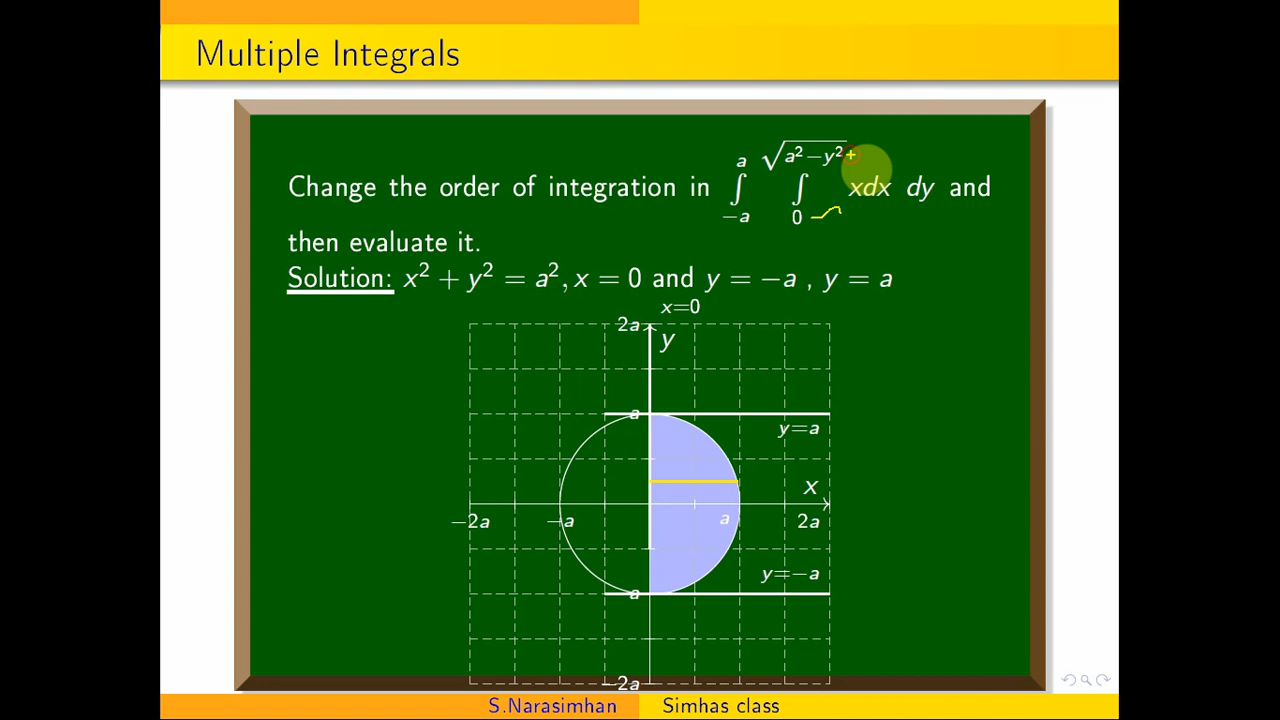 Multiple Integrals
Change the order of integration in ∫_{−a}^{a} ∫_{0}^{√(a²−y²)} xdx dy and
then evaluate it.
Solution: x² + y² = a², x = 0 and y = −a , y = a
x=0
2a
y
a
y=a
x
−2a
−a
a
2a
y=−a
a
−2a
S.Narasimhan
Simhas class